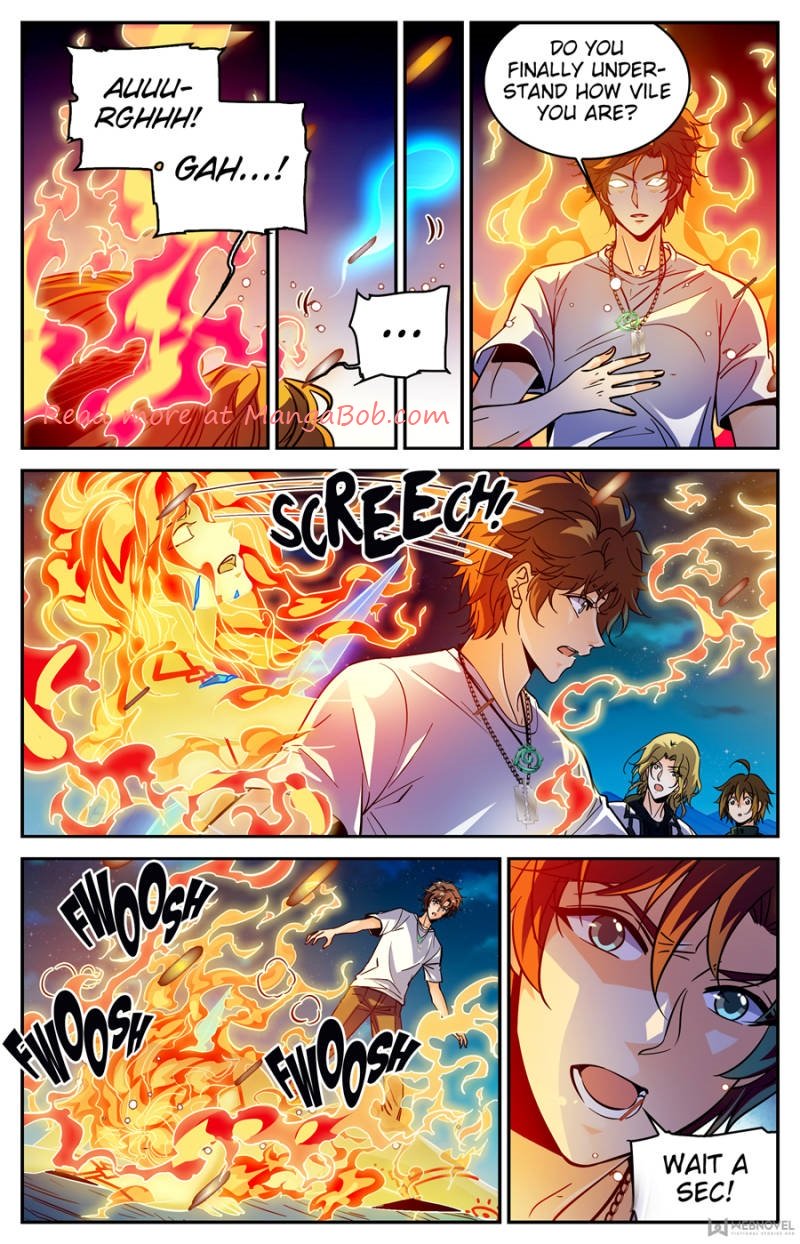 AUUU-
RGHHH!
GAH...!
...
DO YOU
FINALLY UNDER-
STAND HOW VILE
YOU ARE?
Read more at MangaBob.com
SCREECH!
FWOOSH
FWOOSH
FWOOSH
WAIT A
SEC!
WEBNOVEL